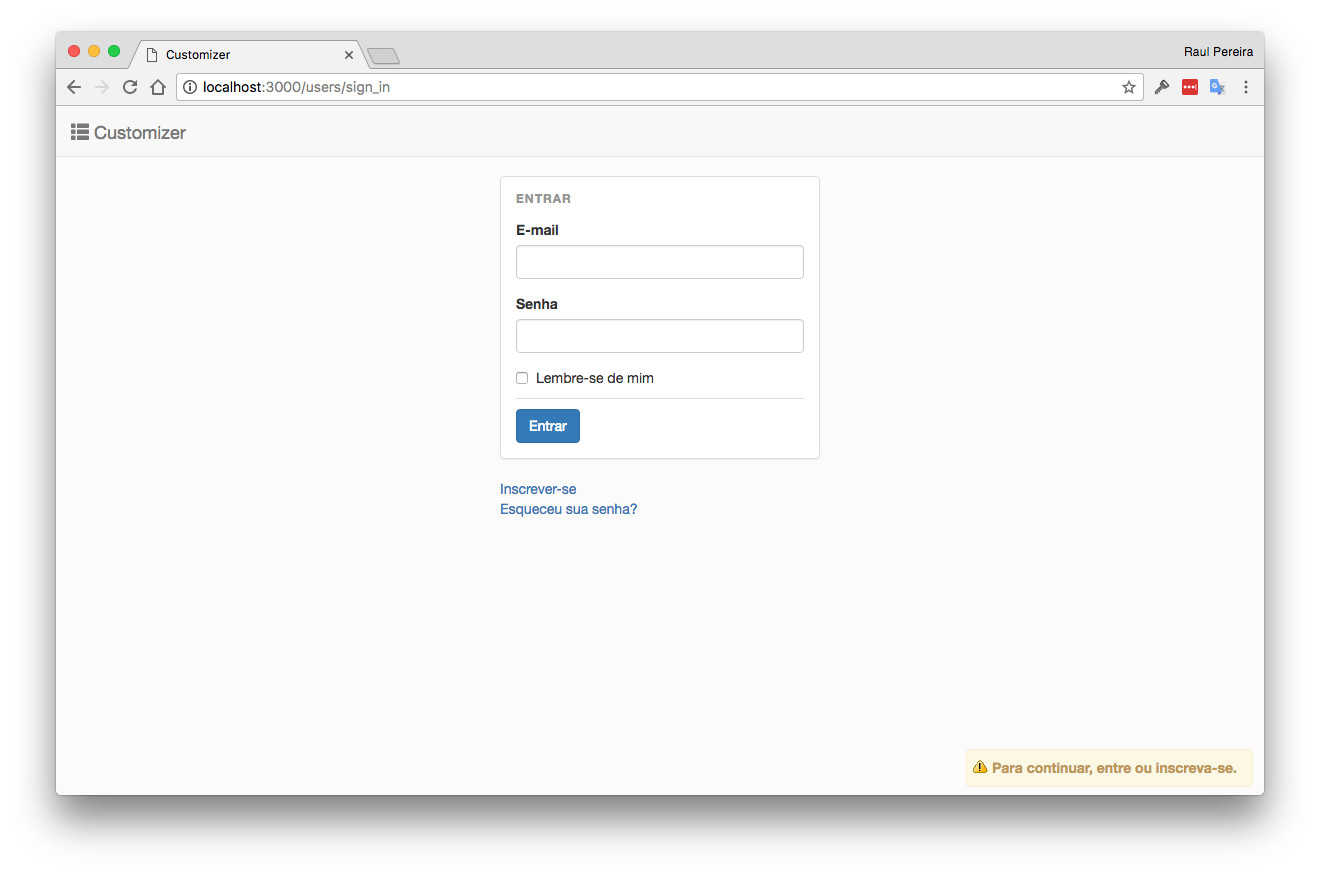 Customizer
Raul Pereira
localhost:3000/users/sign_in
Customizer
ENTRAR
E-mail
Senha
Lembre-se de mim
Entrar
Inscrever-se
Esqueceu sua senha?
Para continuar, entre ou inscreva-se.